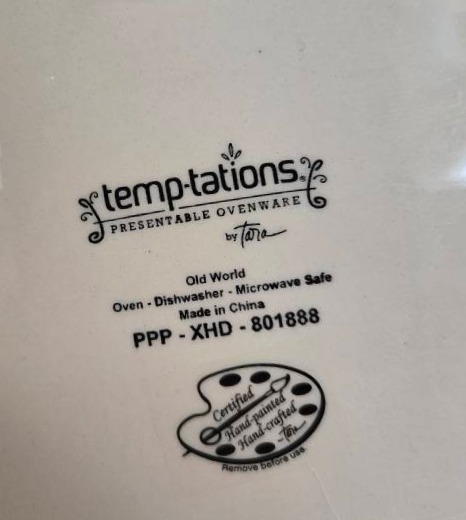 temp-tations®
PRESENTABLE OVENWARE
by Tara
Old World
Oven - Dishwasher - Microwave Safe
Made in China
PPP - XHD - 801888
Certified
Hand-painted
Hand-crafted
- Tara
Remove before use.